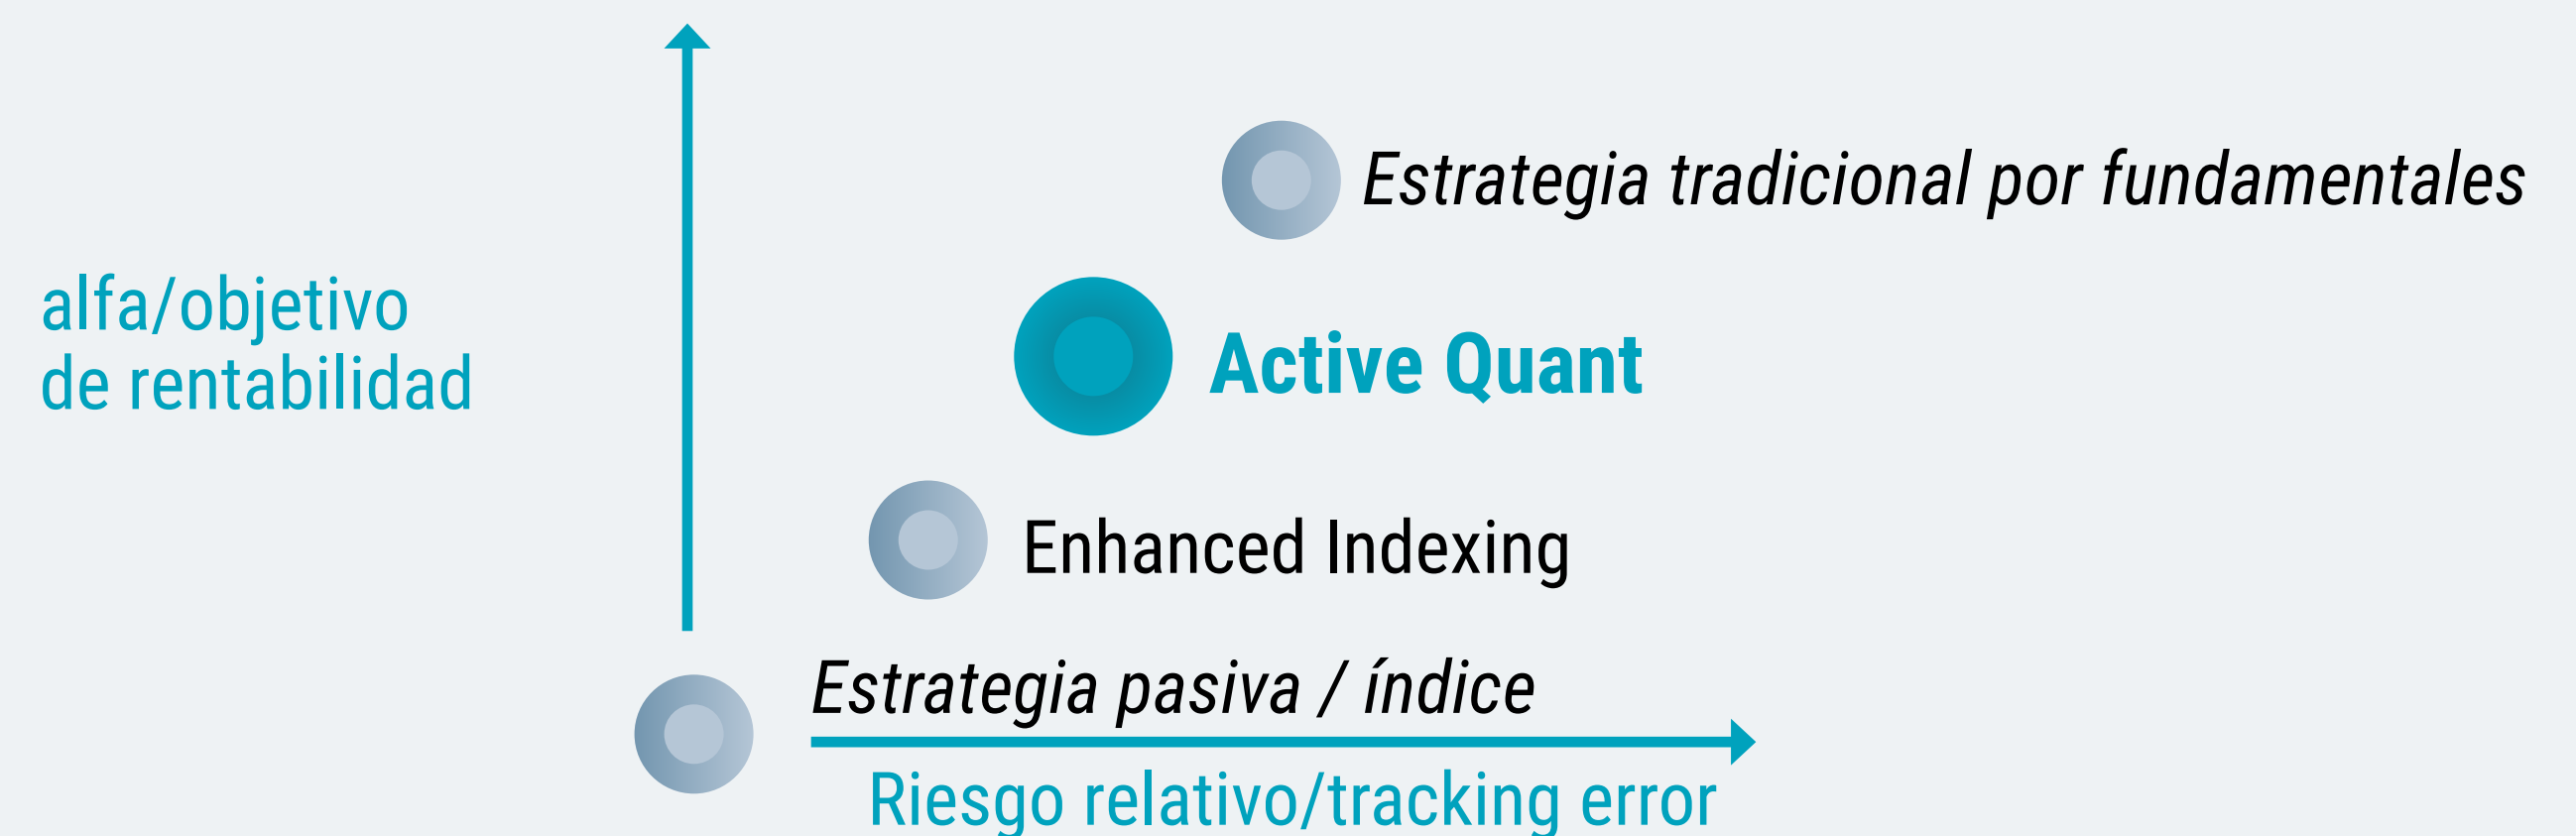 Estrategia tradicional por fundamentales
alfa/objetivo
de rentabilidad
Active Quant
Enhanced Indexing
Estrategia pasiva / índice
Riesgo relativo/tracking error